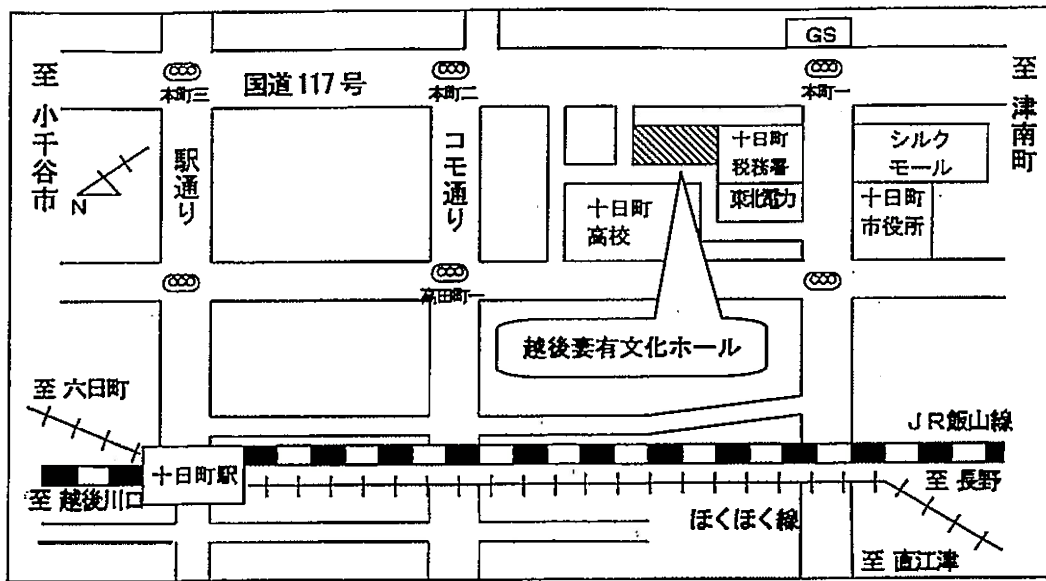 GS
至 小千谷市
本町三
国道117号
本町二
本町一
至 津南町
N
駅通り
コモ通り
十日町
税務署
東北電力
シルク
モール
十日町
高校
十日町
市役所
高田町一
越後妻有文化ホール
至 六日町
JR飯山線
十日町駅
至 越後川口
至 長野
ほくほく線
至 直江津